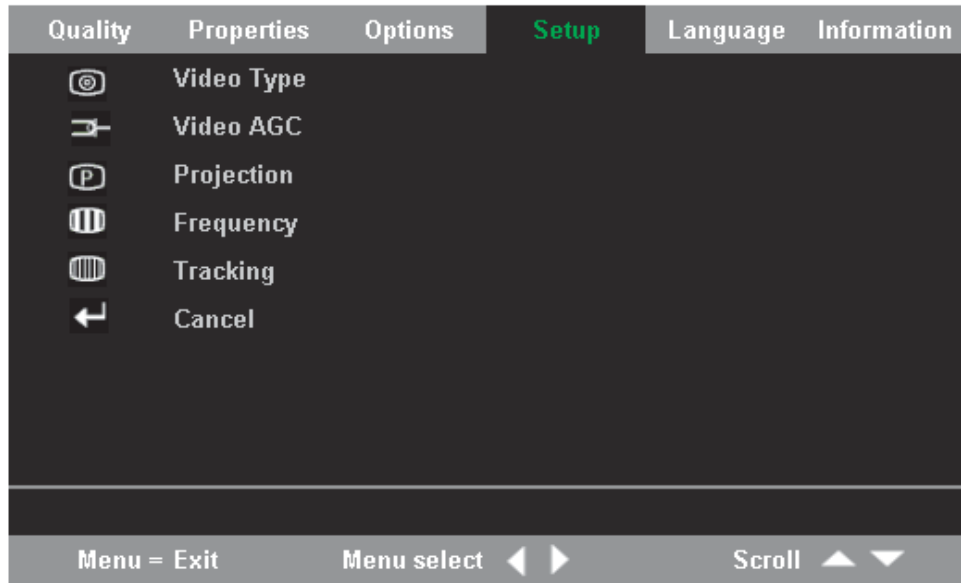 Quality Properties Options Setup Language Information
Video Type
Video AGC
P Projection
Frequency
Tracking
Cancel
Menu = Exit Menu select Scroll